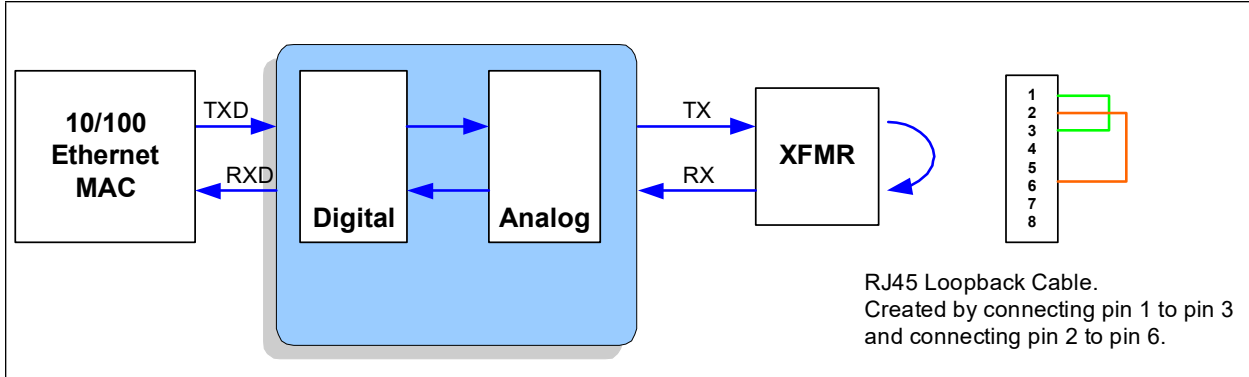 10/100
Ethernet
MAC
TXD
RXD
Digital
Analog
TX
RX
XFMR
1
2
3
4
5
6
7
8
RJ45 Loopback Cable.
Created by connecting pin 1 to pin 3
and connecting pin 2 to pin 6.